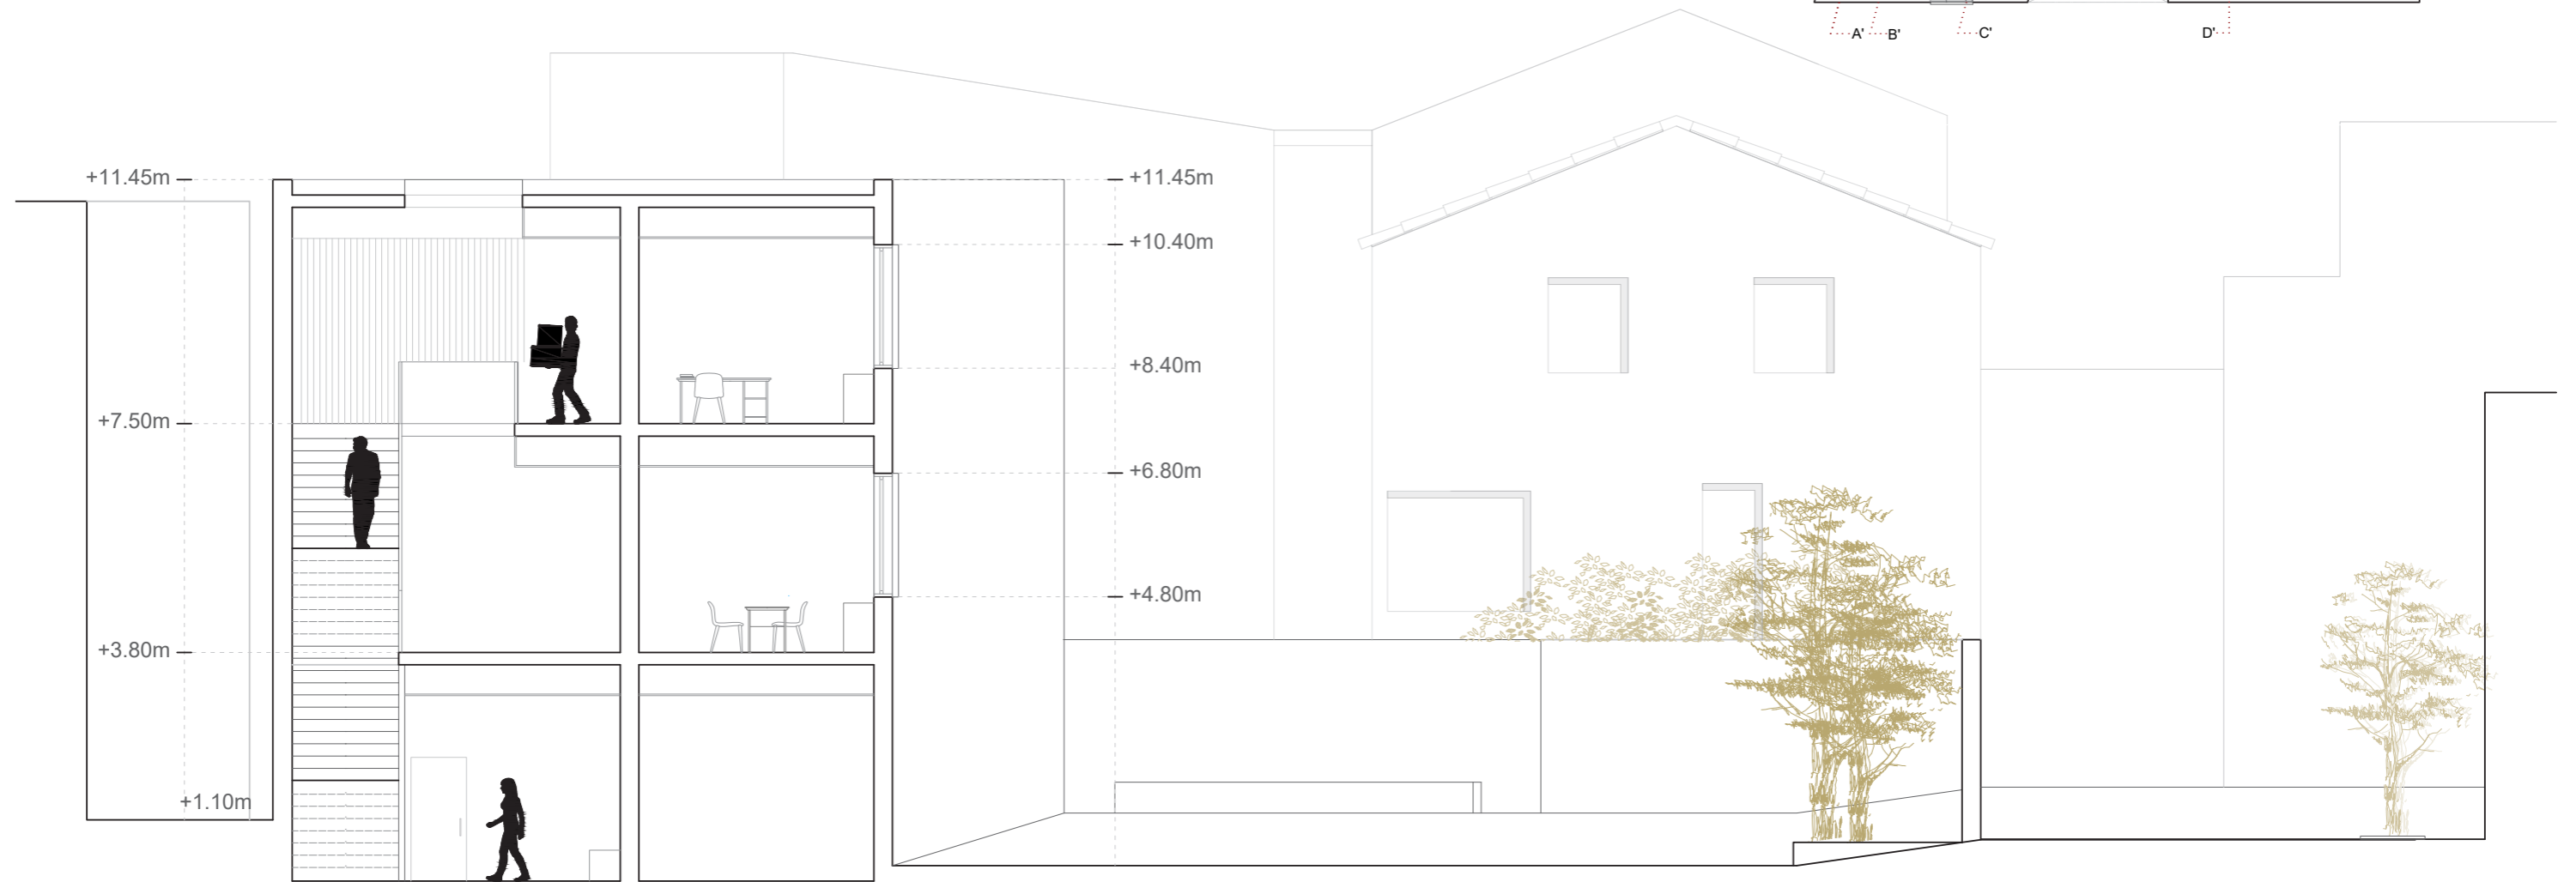 A'
B'
C'
D'
+11.45m
+7.50m
+3.80m
+1.10m
+11.45m
+10.40m
+8.40m
+6.80m
+4.80m